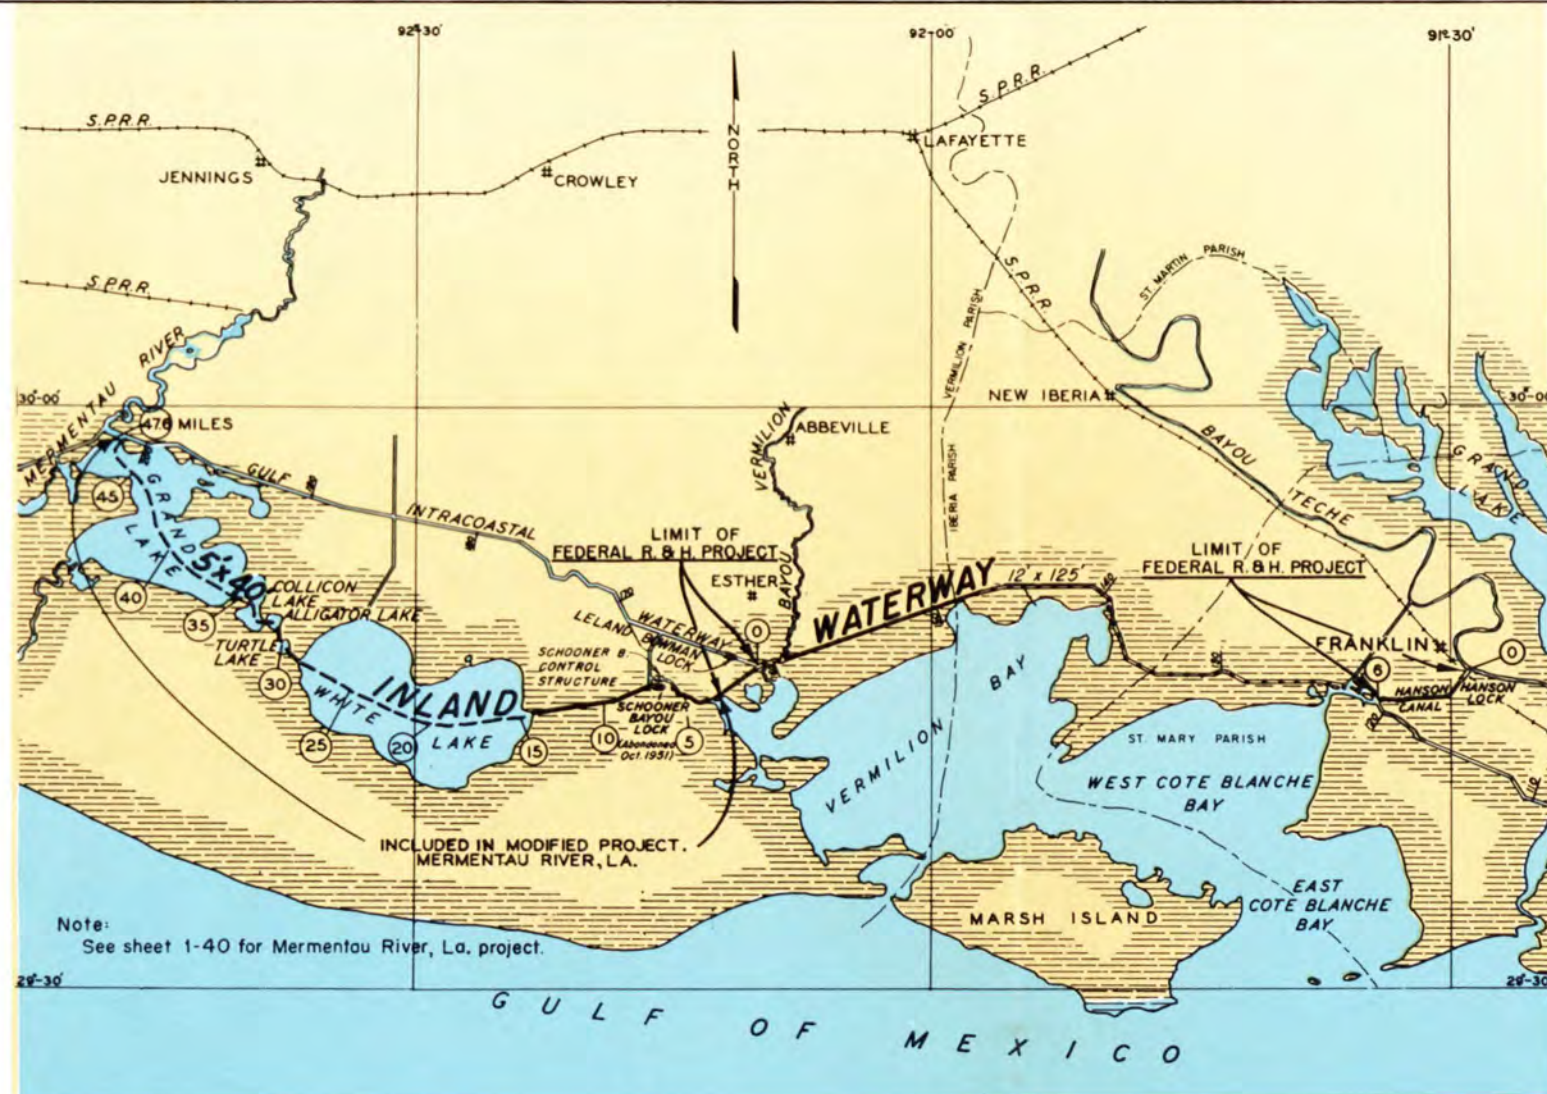 92°30'
92°00'
91°30'
S.P.R.R.
S.P.R.R.
NORTH
LAFAYETTE
JENNINGS
CROWLEY
S.P.R.R.
S.P.R.R
ST. MARTIN PARISH
VERMILION PARISH
IBERIA PARISH
MERMENTAU RIVER
30°-00'
30°-00
NEW IBERIA
47.6 MILES
VERMILION BAYOU
ABBEVILLE
BAYOU TECHE
GRAND LAKE
GULF INTRACOASTAL WATERWAY
45
GRAND LAKE
5' x 40'
LIMIT OF
FEDERAL R. & H. PROJECT
ESTHER
LIMIT OF
FEDERAL R. & H. PROJECT
12' x 125'
140
WATERWAY
COLLICON
LAKE
ALLIGATOR LAKE
40
35
TURTLE
LAKE
30
170
LELAND BOWMAN
LOCK
0
SCHOONER B.
CONTROL
STRUCTURE
FRANKLIN
0
6
HANSON
CANAL
HANSON
LOCK
INLAND
WHITE LAKE
25
20
15
10
5
SCHOONER
BAYOU
LOCK
(Abandoned
Oct. 1951)
VERMILION BAY
ST. MARY PARISH
WEST COTE BLANCHE
BAY
110
INCLUDED IN MODIFIED PROJECT.
MERMENTAU RIVER, LA.
EAST
COTE BLANCHE
BAY
MARSH ISLAND
Note:
See sheet 1-40 for Mermentau River, La. project.
29°-30'
29°-30
GULF OF MEXICO